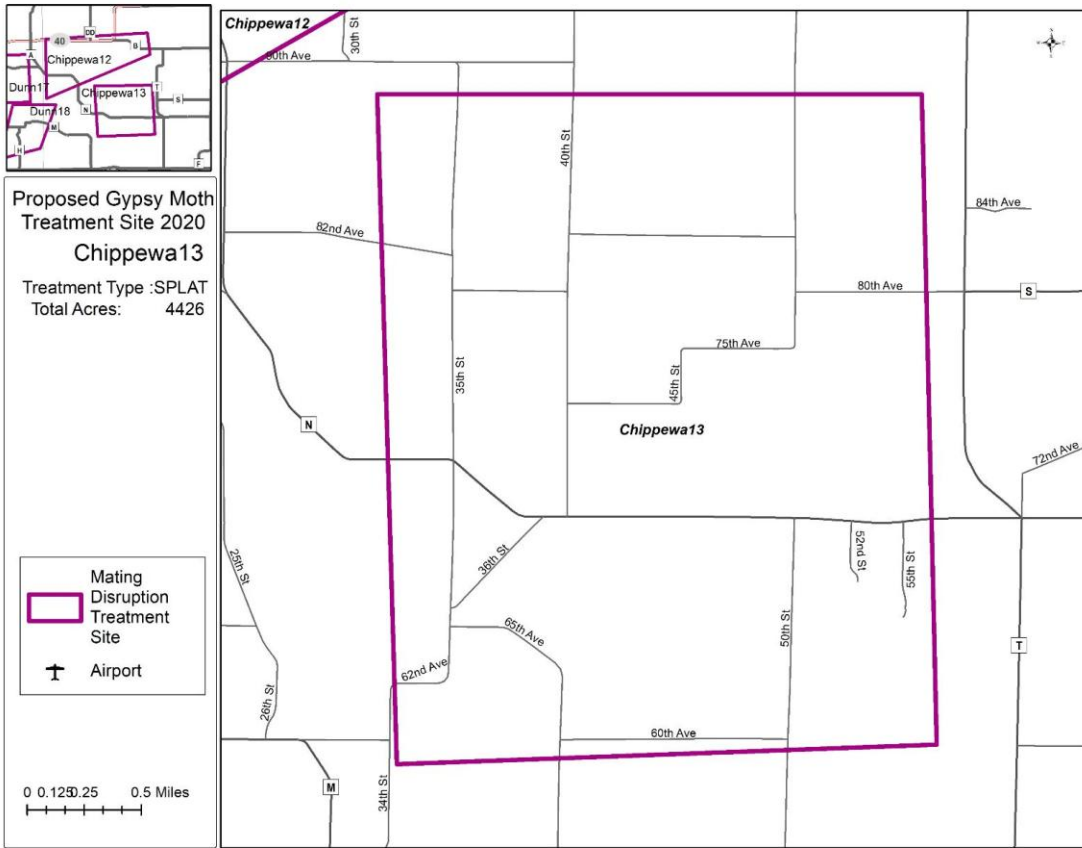 40
DD
B
A
Chippewa12
T
Dunn17
Chippewa13
S
Dunn18
N
M
H
F
Proposed Gypsy Moth
Treatment Site 2020
Chippewa13
Treatment Type :SPLAT
Total Acres: 4426
Mating
Disruption
Treatment
Site
Airport
0 0.125 0.25 0.5 Miles
Chippewa12
30th St
90th Ave
40th St
84th Ave
82nd Ave
80th Ave
S
35th St
75th Ave
45th St
N
Chippewa13
72nd Ave
36th St
52nd St
55th St
25th St
65th Ave
50th St
T
62nd Ave
26th St
60th Ave
M
34th St